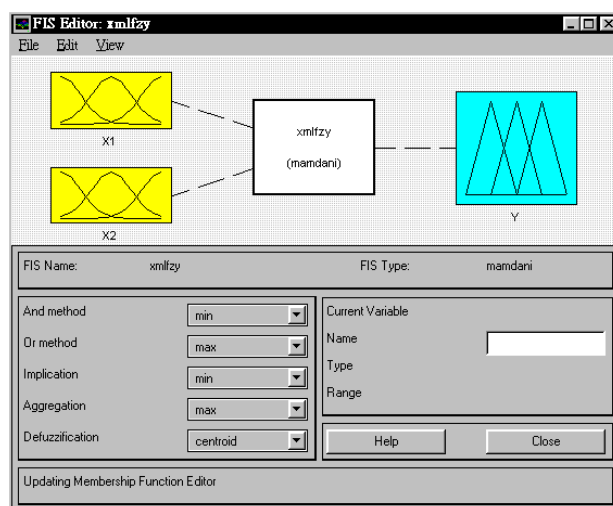 FIS Editor: xmlfzy
File Edit View
X1
X2
xmlfzy
(mamdani)
Y
FIS Name: xmlfzy FIS Type: mamdani
And method min
Or method max
Implication min
Aggregation max
Defuzzification centroid
Current Variable
Name
Type
Range
Help Close
Updating Membership Function Editor